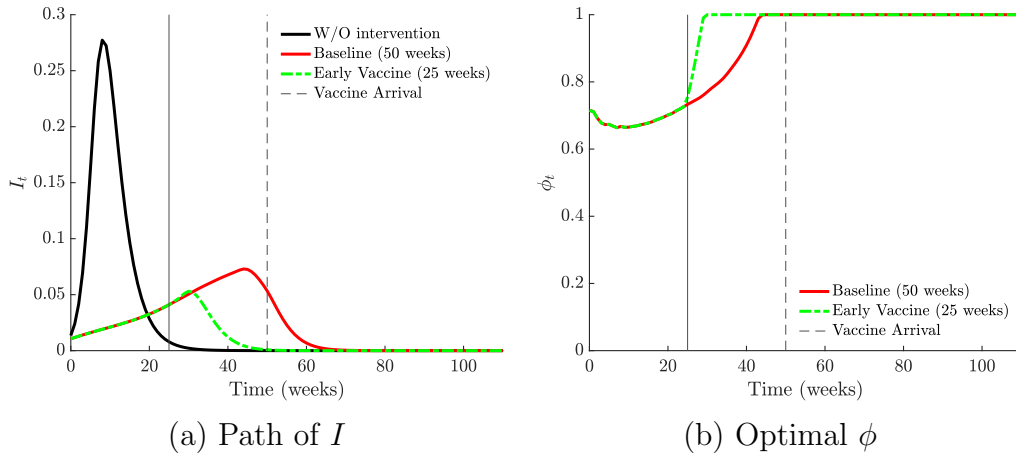 0.3
0.25
0.2
0.15
0.1
0.05
0
I_t
0 20 40 60 80 100
Time (weeks)
W/O intervention
Baseline (50 weeks)
Early Vaccine (25 weeks)
Vaccine Arrival
(a) Path of I
1
0.8
0.6
0.4
0.2
0
ϕ_t
0 20 40 60 80 100
Time (weeks)
Baseline (50 weeks)
Early Vaccine (25 weeks)
Vaccine Arrival
(b) Optimal ϕ